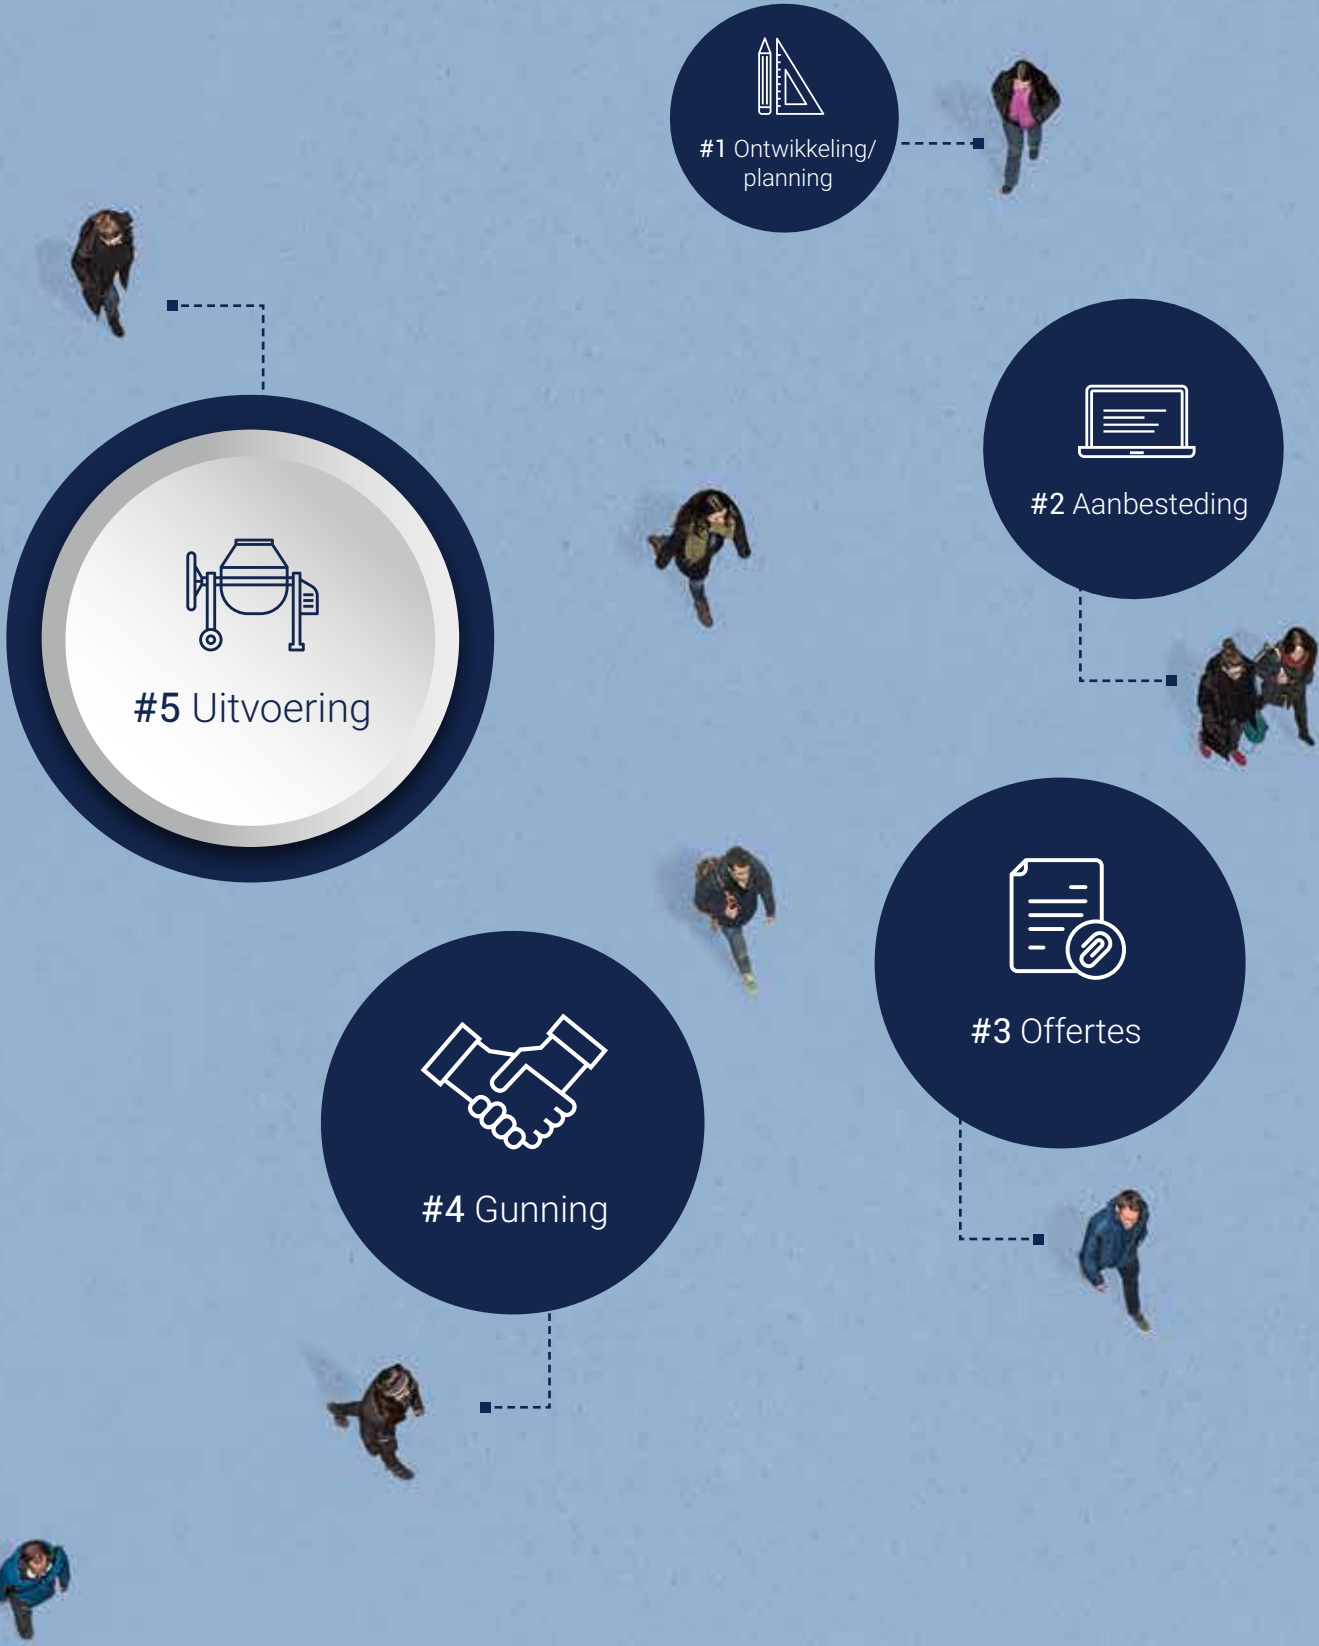 #1 Ontwikkeling/
planning
#2 Aanbesteding
#5 Uitvoering
#3 Offertes
#4 Gunning